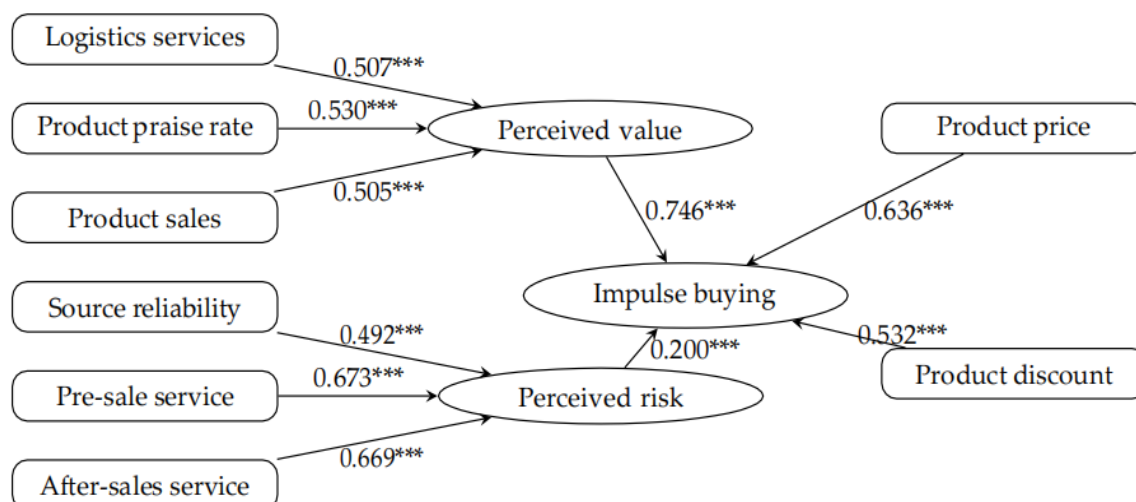 Logistics services
0.507***
Product praise rate
0.530***
Perceived value
Product price
0.505***
Product sales
0.746***
0.636***
Source reliability
Impulse buying
0.492***
0.200***
0.532***
Pre-sale service
0.673***
Perceived risk
Product discount
0.669***
After-sales service